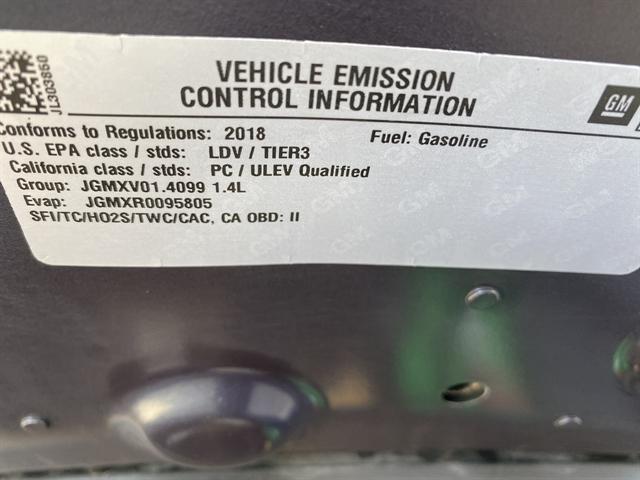 VEHICLE EMISSION
CONTROL INFORMATION
JL303850
GM
Conforms to Regulations: 2018 Fuel: Gasoline
U.S. EPA class / stds: LDV / TIER3
California class / stds: PC / ULEV Qualified
Group: JGMXV01.4099 1.4L
Evap: JGMXR0095805
SFI/TC/HO2S/TWC/CAC, CA OBD: II